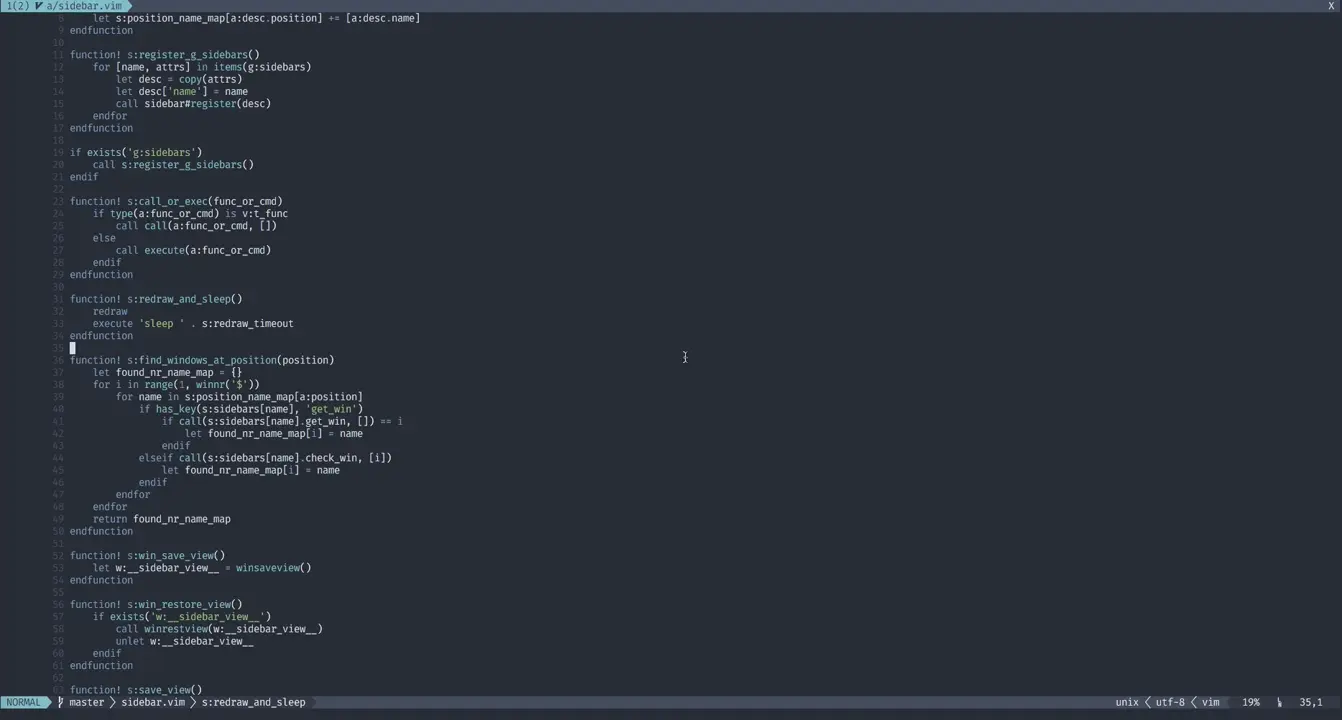 1(2) a/sidebar.vim X
8 let s:position_name_map[a:desc.position] += [a:desc.name]
9 endfunction
10
11 function! s:register_g_sidebars()
12 for [name, attrs] in items(g:sidebars)
13 let desc = copy(attrs)
14 let desc['name'] = name
15 call sidebar#register(desc)
16 endfor
17 endfunction
18
19 if exists('g:sidebars')
20 call s:register_g_sidebars()
21 endif
22
23 function! s:call_or_exec(func_or_cmd)
24 if type(a:func_or_cmd) is v:t_func
25 call call(a:func_or_cmd, [])
26 else
27 call execute(a:func_or_cmd)
28 endif
29 endfunction
30
31 function! s:redraw_and_sleep()
32 redraw
33 execute 'sleep ' . s:redraw_timeout
34 endfunction
35
36 function! s:find_windows_at_position(position)
37 let found_nr_name_map = {}
38 for i in range(1, winnr('$'))
39 for name in s:position_name_map[a:position]
40 if has_key(s:sidebars[name], 'get_win')
41 if call(s:sidebars[name].get_win, []) == i
42 let found_nr_name_map[i] = name
43 endif
44 elseif call(s:sidebars[name].check_win, [i])
45 let found_nr_name_map[i] = name
46 endif
47 endfor
48 endfor
49 return found_nr_name_map
50 endfunction
51
52 function! s:win_save_view()
53 let w:__sidebar_view__ = winsaveview()
54 endfunction
55
56 function! s:win_restore_view()
57 if exists('w:__sidebar_view__')
58 call winrestview(w:__sidebar_view__)
59 unlet w:__sidebar_view__
60 endif
61 endfunction
62
63 function! s:save_view()
NORMAL master sidebar.vim s:redraw_and_sleep unix utf-8 vim 19% 35,1